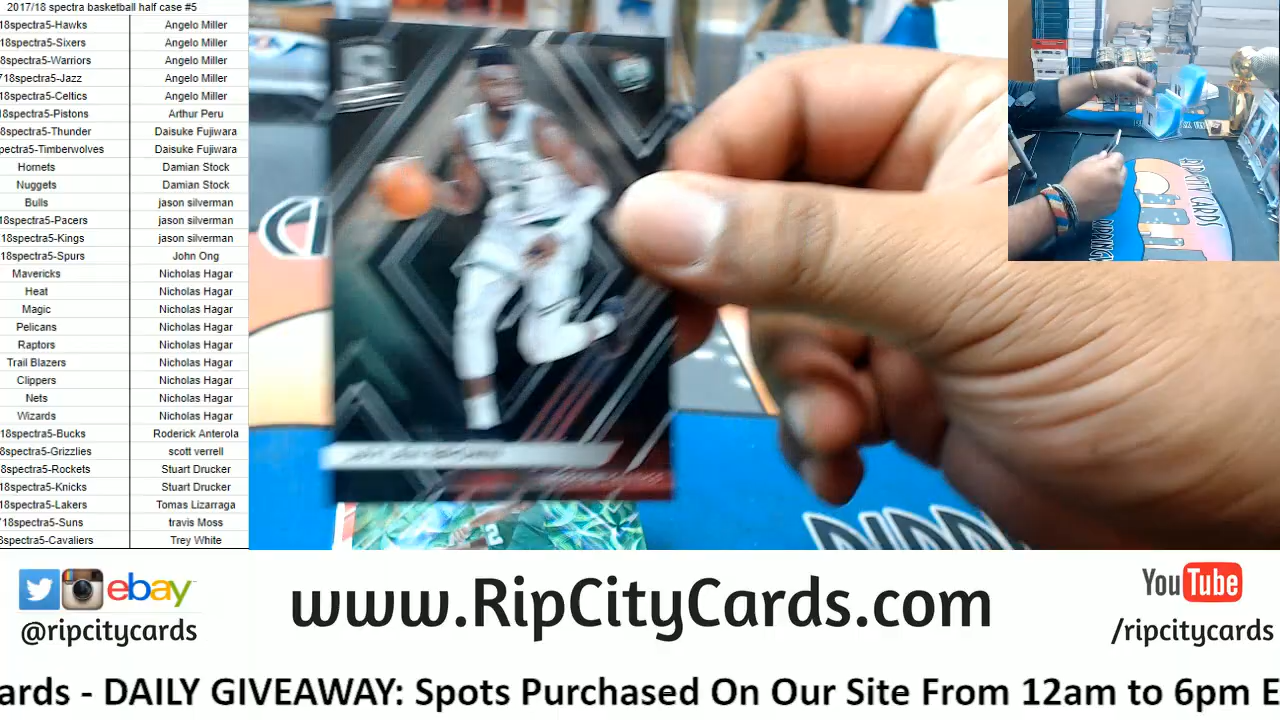 2017/18 spectra basketball half case #5
18spectra5-Hawks Angelo Miller
18spectra5-Sixers Angelo Miller
8spectra5-Warriors Angelo Miller
718spectra5-Jazz Angelo Miller
18spectra5-Celtics Angelo Miller
18spectra5-Pistons Arthur Peru
8spectra5-Thunder Daisuke Fujiwara
pectra5-Timberwolves Daisuke Fujiwara
Hornets Damian Stock
Nuggets Damian Stock
Bulls jason silverman
8spectra5-Pacers jason silverman
18spectra5-Kings jason silverman
18spectra5-Spurs John Ong
Mavericks Nicholas Hagar
Heat Nicholas Hagar
Magic Nicholas Hagar
Pelicans Nicholas Hagar
Raptors Nicholas Hagar
Trail Blazers Nicholas Hagar
Clippers Nicholas Hagar
Nets Nicholas Hagar
Wizards Nicholas Hagar
18spectra5-Bucks Roderick Anterola
8spectra5-Grizzlies scott verrell
8spectra5-Rockets Stuart Drucker
18spectra5-Knicks Stuart Drucker
18spectra5-Lakers Tomas Lizarraga
718spectra5-Suns travis Moss
8spectra5-Cavaliers Trey White
RIP CITY CARDS
ebay
@ripcitycards
www.RipCityCards.com
YouTube
/ripcitycards
ards - DAILY GIVEAWAY: Spots Purchased On Our Site From 12am to 6pm E